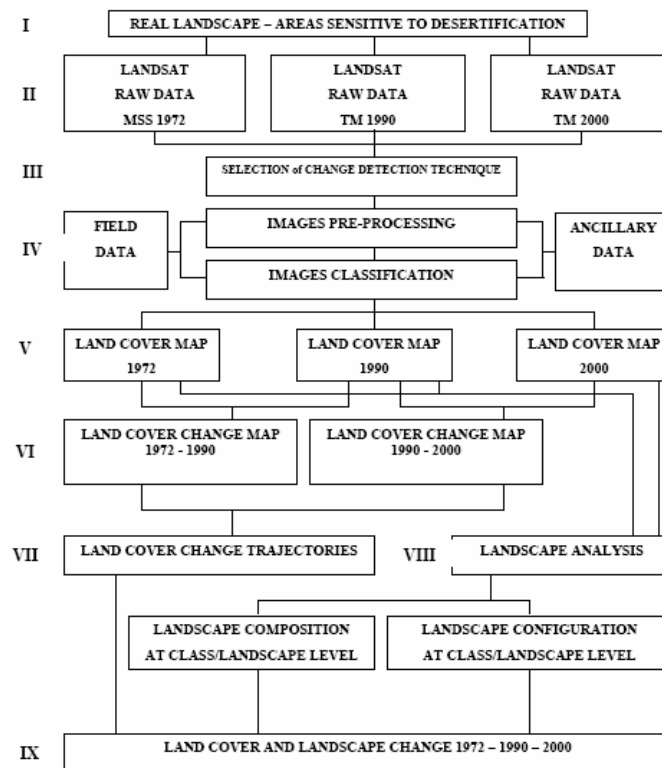 I
REAL LANDSCAPE – AREAS SENSITIVE TO DESERTIFICATION
II
LANDSAT
RAW DATA
MSS 1972
LANDSAT
RAW DATA
TM 1990
LANDSAT
RAW DATA
TM 2000
III
SELECTION of CHANGE DETECTION TECHNIQUE
IV
FIELD
DATA
IMAGES PRE-PROCESSING
IMAGES CLASSIFICATION
ANCILLARY
DATA
V
LAND COVER MAP
1972
LAND COVER MAP
1990
LAND COVER MAP
2000
VI
LAND COVER CHANGE MAP
1972 - 1990
LAND COVER CHANGE MAP
1990 - 2000
VII
LAND COVER CHANGE TRAJECTORIES
VIII
LANDSCAPE ANALYSIS
LANDSCAPE COMPOSITION
AT CLASS/LANDSCAPE LEVEL
LANDSCAPE CONFIGURATION
AT CLASS/LANDSCAPE LEVEL
IX
LAND COVER AND LANDSCAPE CHANGE 1972 – 1990 – 2000